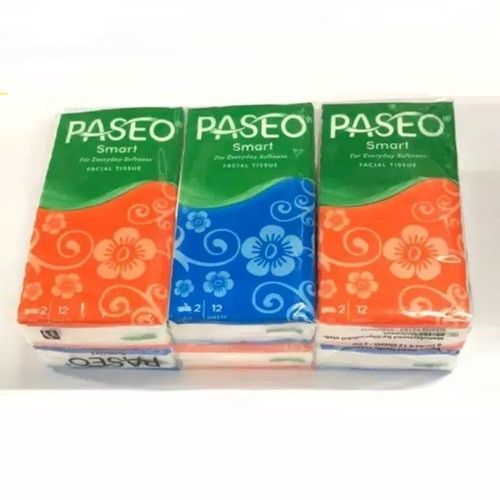 PASEO
Smart
For Everyday Softness
FACIAL TISSUE
2
12
PASEO
Smart
For Everyday Softness
FACIAL TISSUE
2
12
SHEETS
PASEO
Smart
For Everyday Softness
FACIAL TISSUE
2
12
PASEO